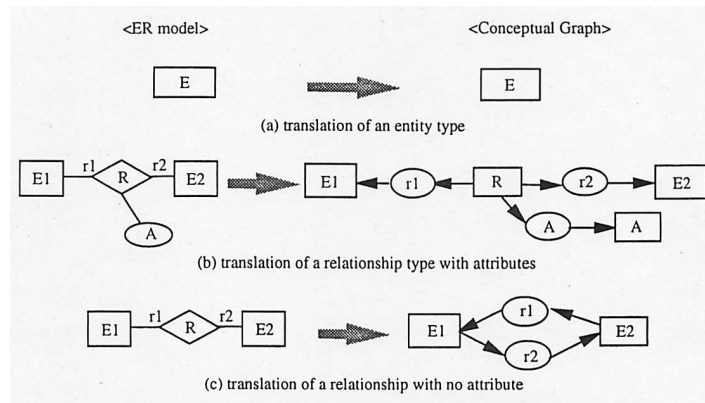 <ER model> <Conceptual Graph>
E E
(a) translation of an entity type
E1 r1 R r2 E2 E1 r1 R r2 E2
A A A
(b) translation of a relationship type with attributes
E1 r1 R r2 E2 E1 r1 E2
r2
(c) translation of a relationship with no attribute